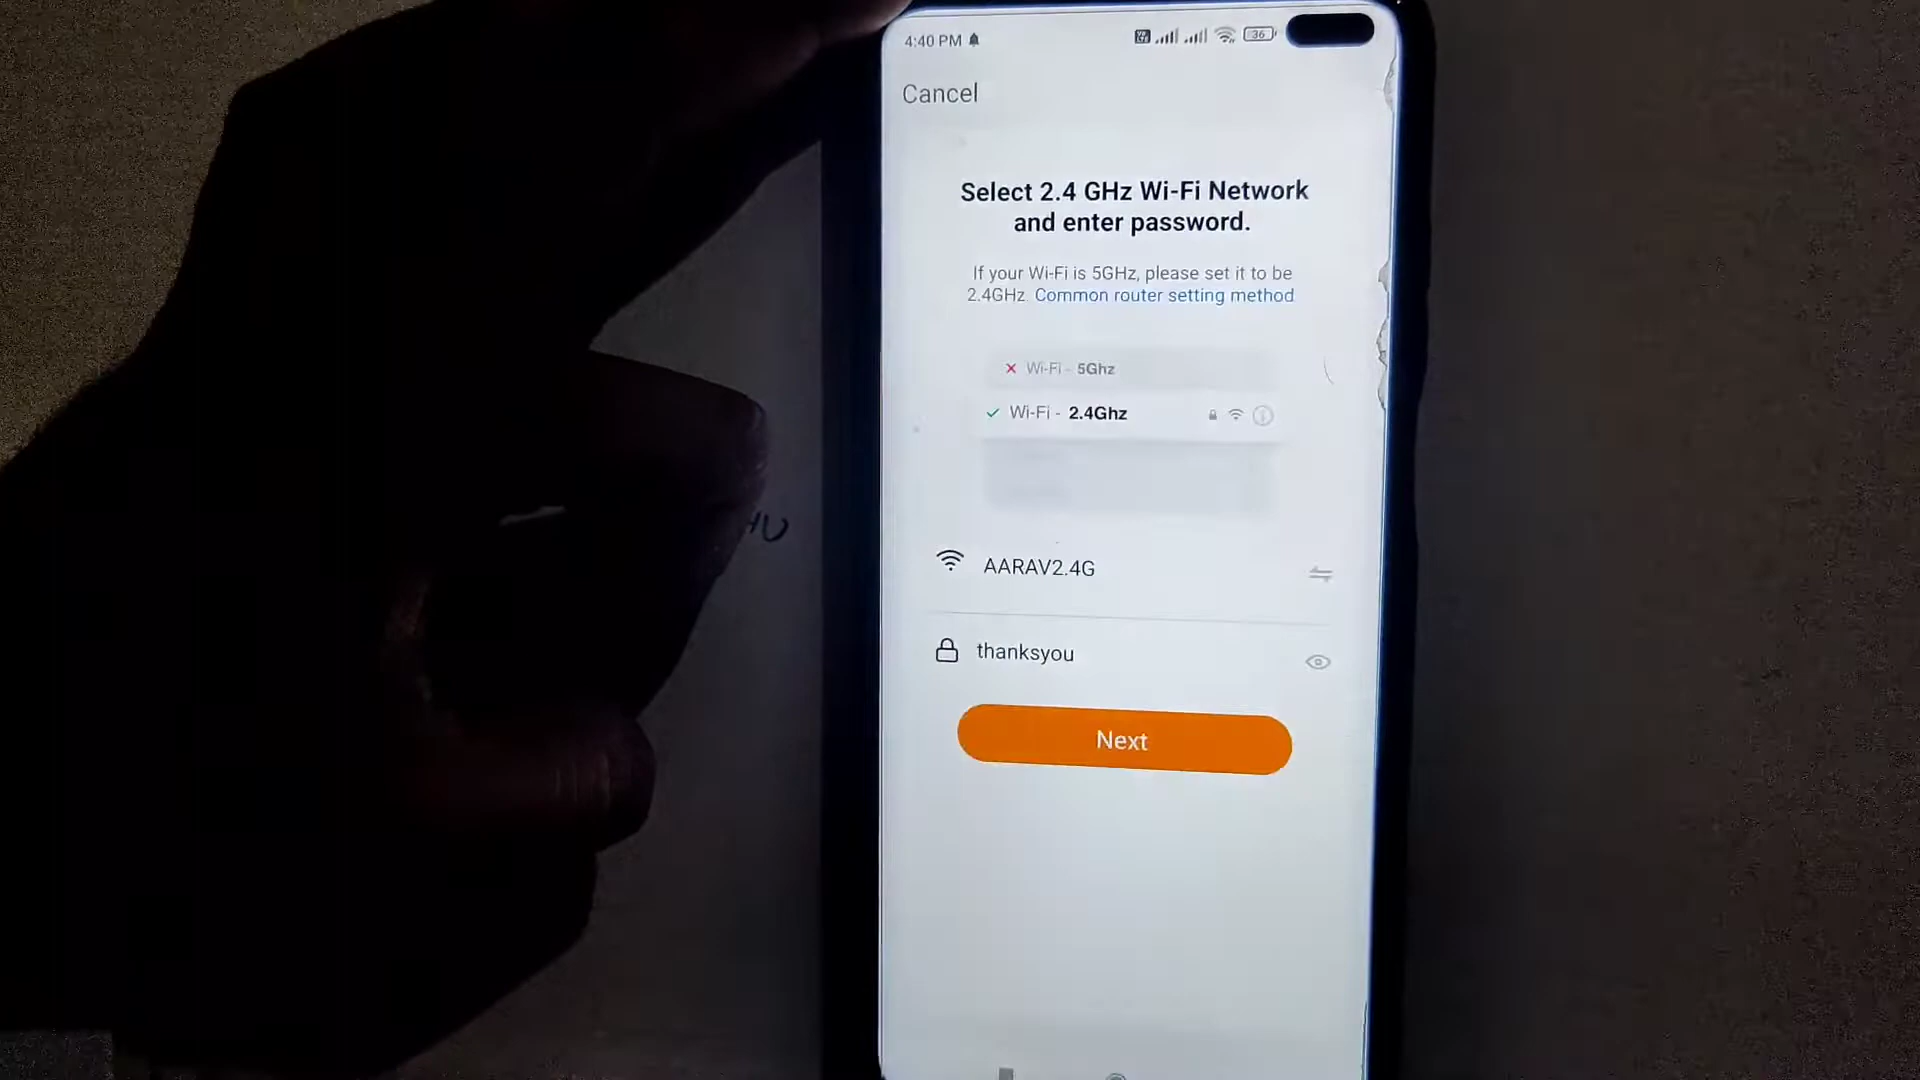 4:40 PM
36
Cancel
Select 2.4 GHz Wi-Fi Network
and enter password.
If your Wi-Fi is 5GHz, please set it to be
2.4GHz. Common router setting method
Wi-Fi - 5Ghz
Wi-Fi - 2.4Ghz
AARAV2.4G
thanksyou
Next